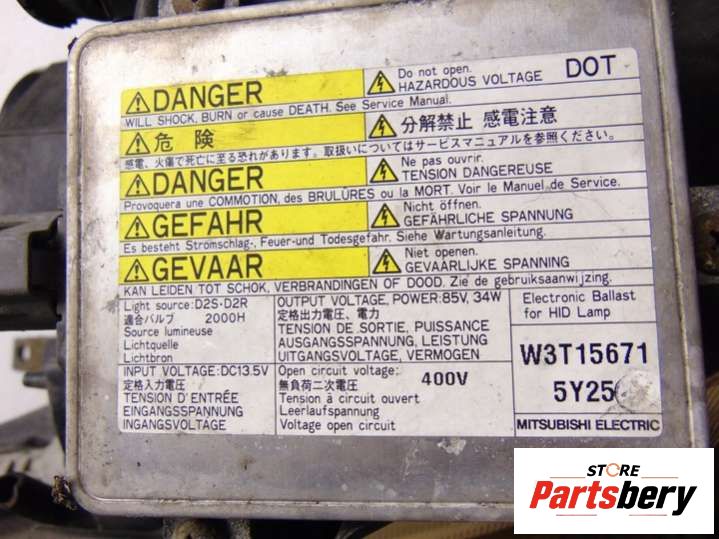 DANGER
Do not open.
HAZARDOUS VOLTAGE
DOT
WILL SHOCK, BURN or cause DEATH. See Service Manual.
危 険
分解禁止 感電注意
感電、火傷で死亡に至る恐れがあります。取扱いについてはサービスマニュアルを参照ください。
DANGER
Ne pas ouvrir.
TENSION DANGEREUSE
Provoquera une COMMOTION, des BRULÛRES ou la MORT. Voir le Manuel de Service.
GEFAHR
Nicht öffnen.
GEFÄHRLICHE SPANNUNG
Es besteht Stromschlag-, Feuer-und Todesgefahr. Siehe Wartungsanleitung.
GEVAAR
Niet openen.
GEVAARLIJKE SPANNING
KAN LEIDEN TOT SCHOK, VERBRANDINGEN OF DOOD. Zie de gebruiksaanwijzing.
Light source:D2S・D2R
適合バルブ 2000H
Source lumineuse
Lichtquelle
Lichtbron
OUTPUT VOLTAGE, POWER:85V, 34W
定格出力電圧、電力
TENSION DE SORTIE, PUISSANCE
AUSGANGSSPANNUNG, LEISTUNG
UITGANGSVOLTAGE, VERMOGEN
Electronic Ballast
for HID Lamp
INPUT VOLTAGE:DC13.5V
定格入力電圧
TENSION D'ENTRÉE
EINGANGSSPANNUNG
INGANGSVOLTAGE
Open circuit voltage:
無負荷二次電圧 400V
Tension à circuit ouvert
Leerlaufspannung
Voltage open circuit
W3T15671
5Y25
MITSUBISHI ELECTRIC
STORE
Partsbery